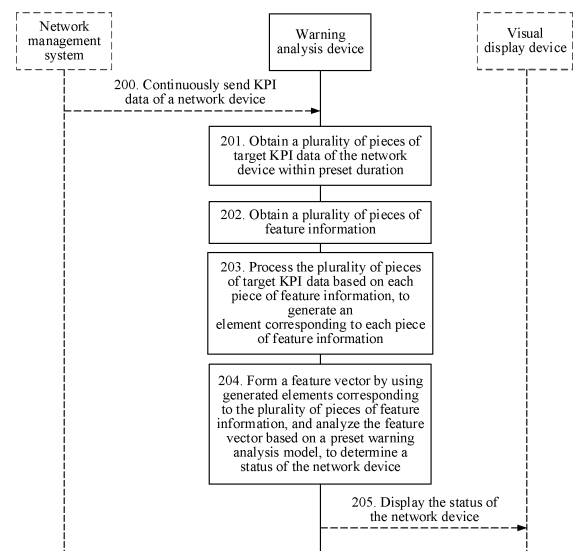 Network
management
system
Warning
analysis device
Visual
display device
200. Continuously send KPI
data of a network device
201. Obtain a plurality of pieces of
target KPI data of the network
device within preset duration
202. Obtain a plurality of pieces of
feature information
203. Process the plurality of pieces
of target KPI data based on each
piece of feature information, to
generate an
element corresponding to each piece
of feature information
204. Form a feature vector by using
generated elements corresponding
to the plurality of pieces of feature
information, and analyze the feature
vector based on a preset warning
analysis model, to determine a
status of the network device
205. Display the status of
the network device